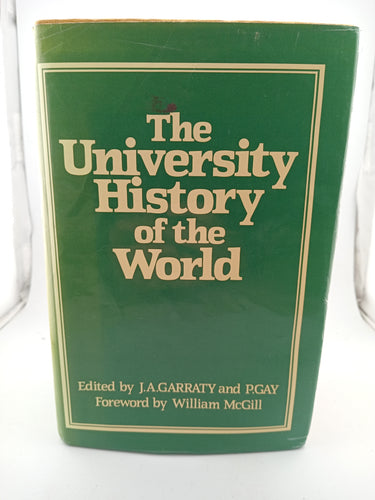 The
University
History
of the
World
Edited by J.A.GARRATY and P.GAY
Foreword by William McGill